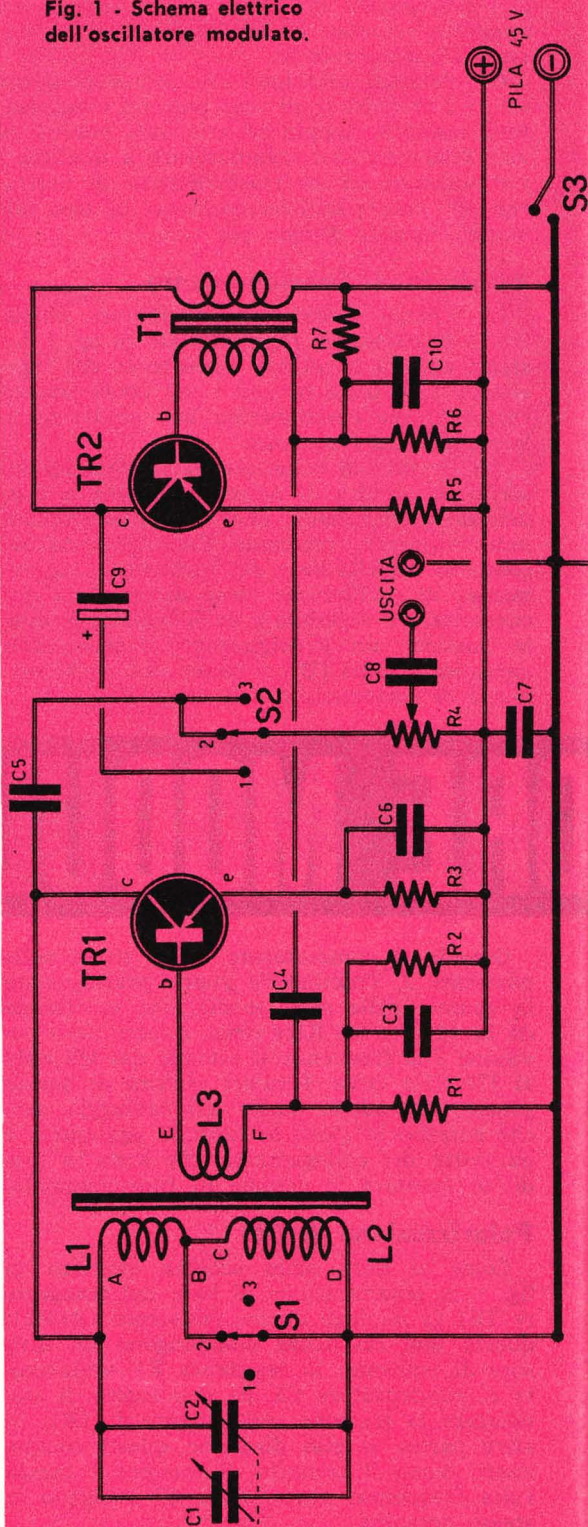 Fig. 1 - Schema elettrico
dell'oscillatore modulato.
PILA 4,5 V
+
−
S3
T1
R7
C10
R6
TR2
b
c
e
R5
C9
+
USCITA
C8
3
S2
2
1
R4
C7
C5
TR1
c
b
e
C6
R3
R2
C4
C3
R1
E
L3
F
L1
A
B
C
D
L2
3
S1
2
1
C2
C1